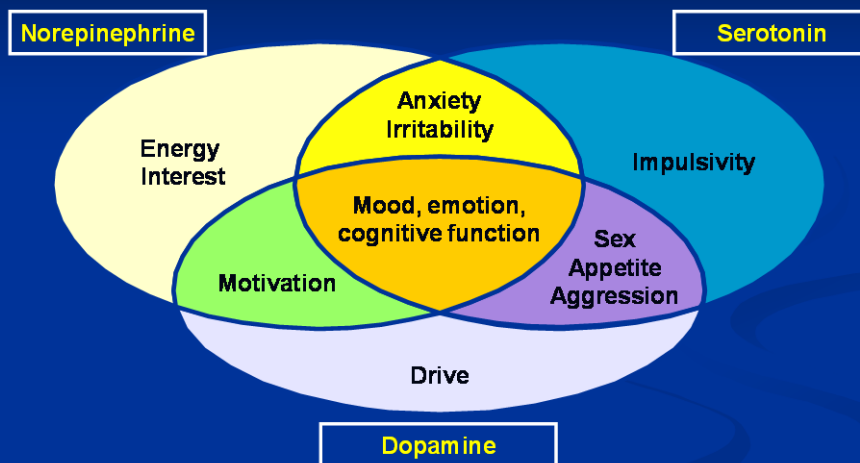 Norepinephrine
Serotonin
Anxiety
Irritability
Energy
Interest
Impulsivity
Mood, emotion,
cognitive function
Sex
Appetite
Aggression
Motivation
Drive
Dopamine